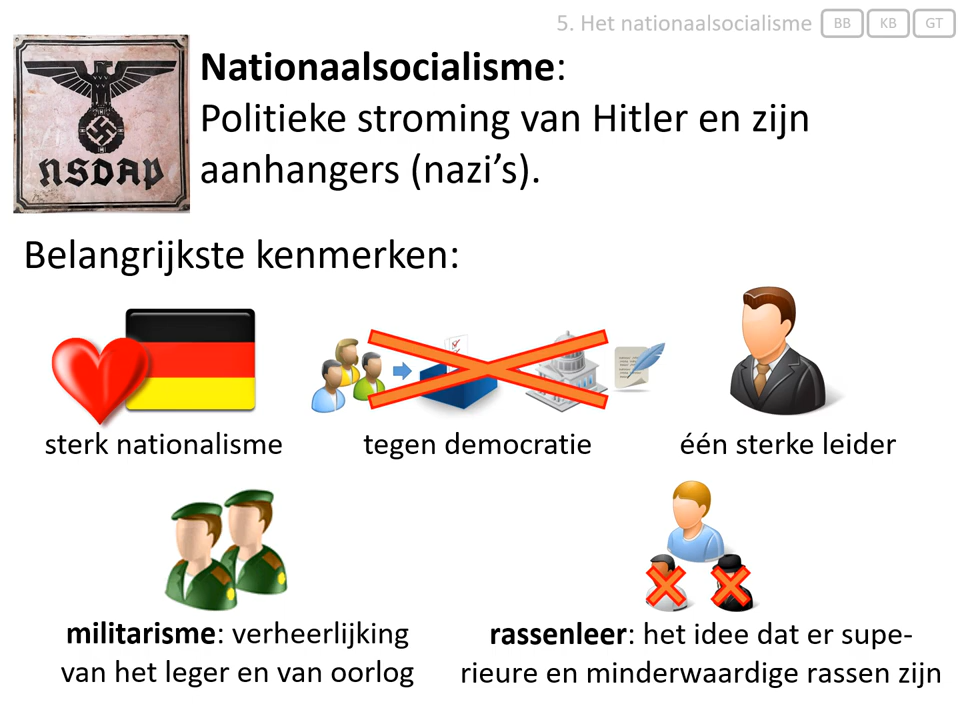 5. Het nationaalsocialisme BB KB GT
NSDAP
Nationaalsocialisme:
Politieke stroming van Hitler en zijn
aanhangers (nazi’s).
Belangrijkste kenmerken:
sterk nationalisme
tegen democratie
één sterke leider
militarisme: verheerlijking
van het leger en van oorlog
rassenleer: het idee dat er supe-
rieure en minderwaardige rassen zijn